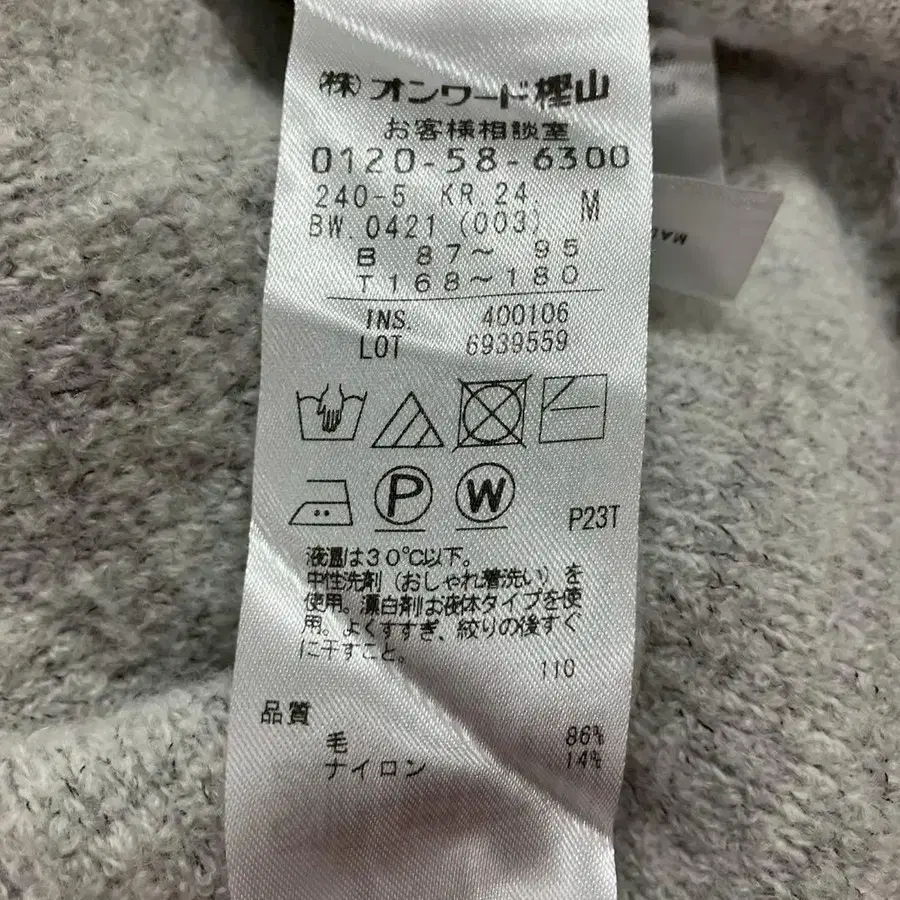 (株)オンワード樫山
お客様相談室
0120-58-6300
240-5 KR.24. M
BW.0421 (003)
B 87～ 95
T168～180
INS. 400106
LOT 6939559
P W P23T
液温は30℃以下。
中性洗剤(おしゃれ着洗い)を
使用。漂白剤は液体タイプを使
用。よくすすぎ、絞りの後すぐ
に干すこと。
110
品質
毛 86%
ナイロン 14%